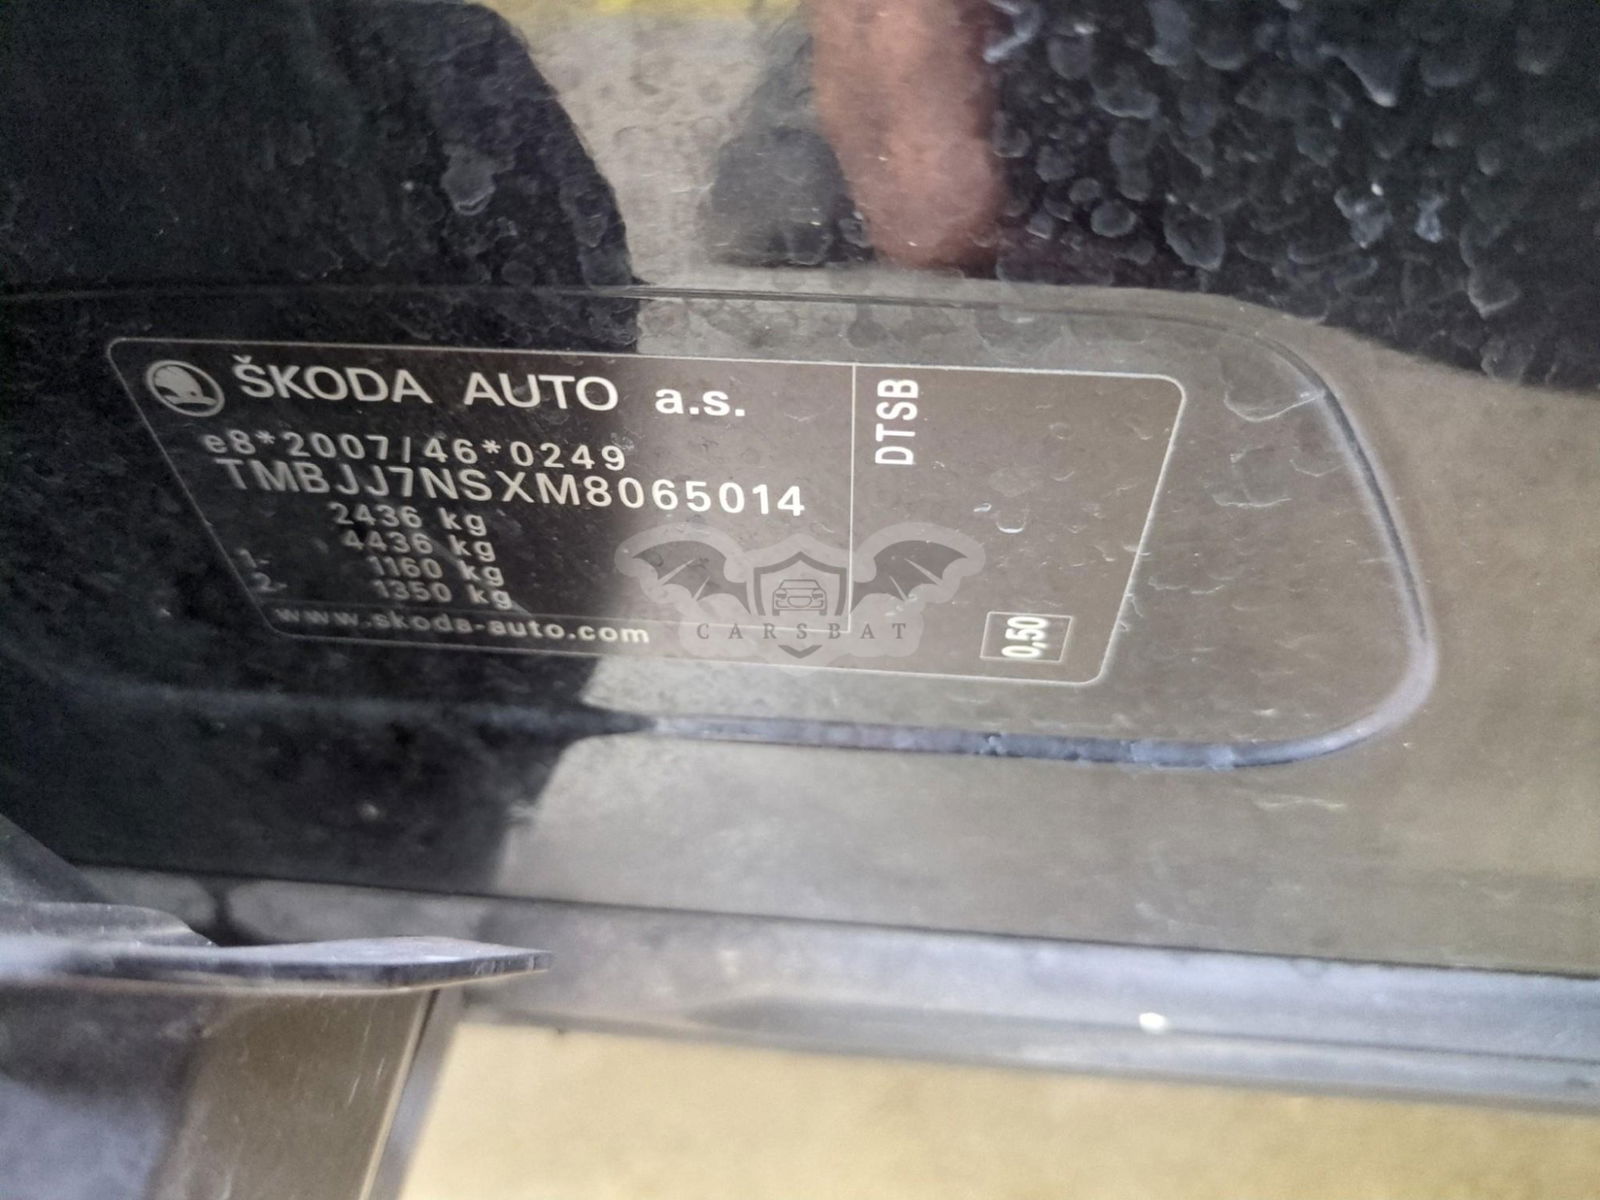 ŠKODA AUTO a.s.
e8*2007/46*0249
TMBJJ7NSXM8065014
2436 kg
4436 kg
1- 1160 kg
2- 1350 kg
www.skoda-auto.com
DTSB
0,50
CARSBAT